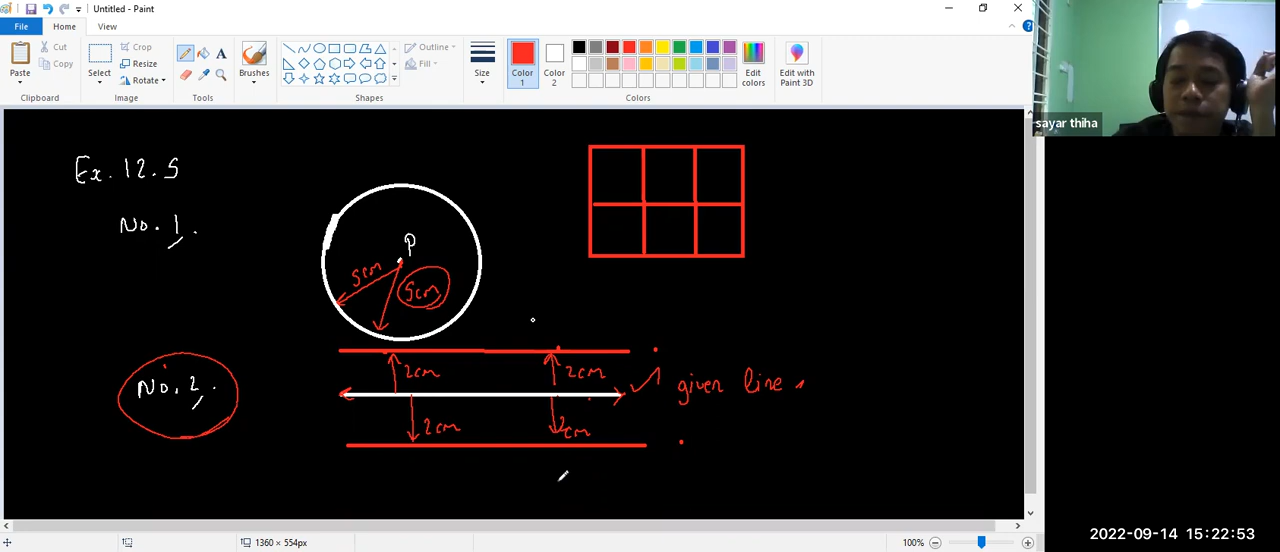 Untitled - Paint
File
Home
View
Paste
Cut
Copy
Clipboard
Select
Crop
Resize
Rotate
Image
A
Tools
Brushes
Shapes
Outline
Fill
Size
Color 1
Color 2
Edit colors
Colors
Edit with Paint 3D
sayar thiha
Ex. 12.5
No. 1.
P
5cm
5cm
No. 2.
2cm
2cm
given line
2cm
2cm
1360 × 554px
100%
2022-09-14 15:22:53